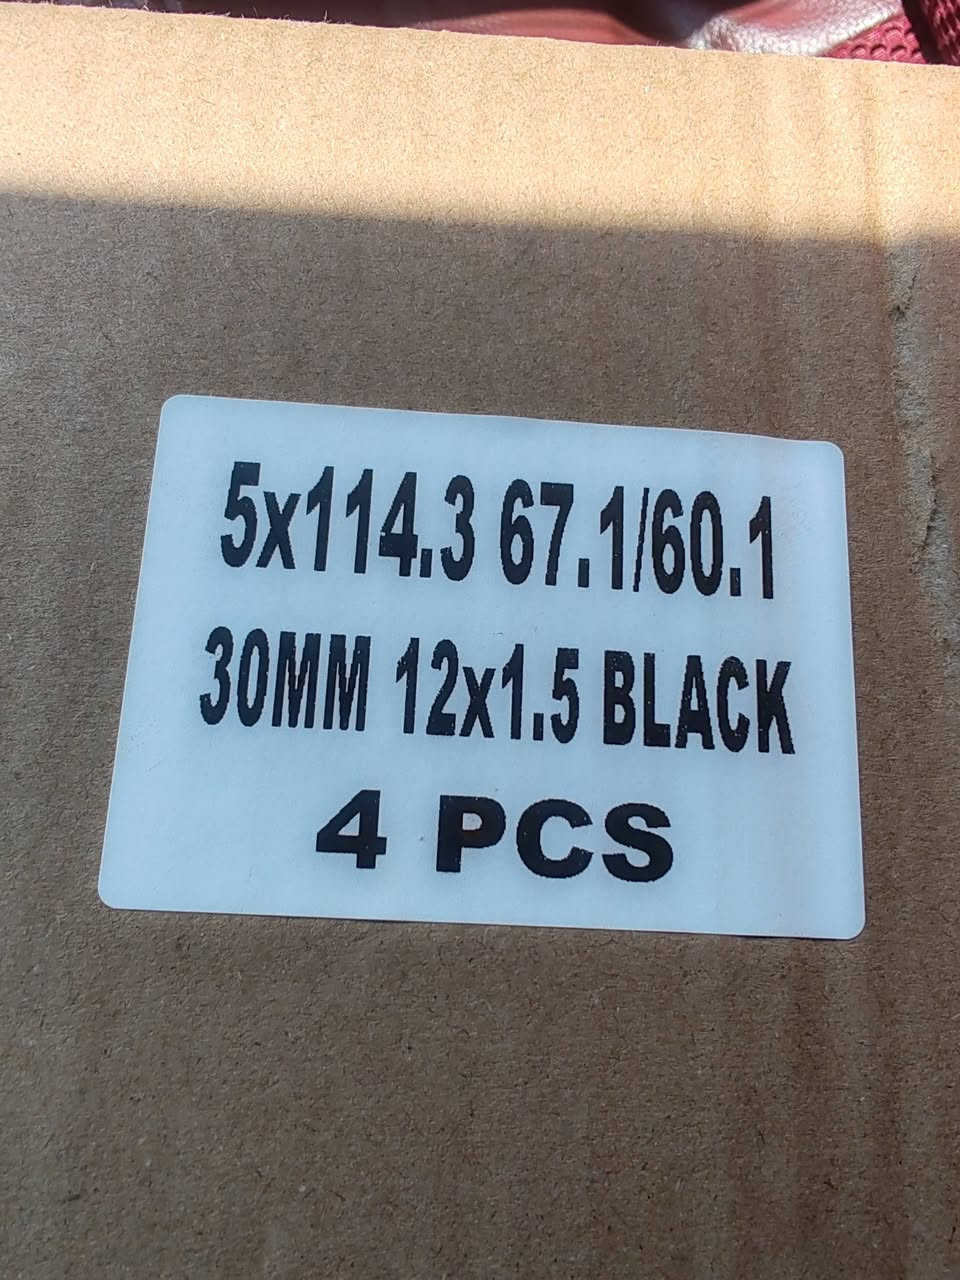 5x114.3 67.1/60.1
30MM 12x1.5 BLACK
4 PCS